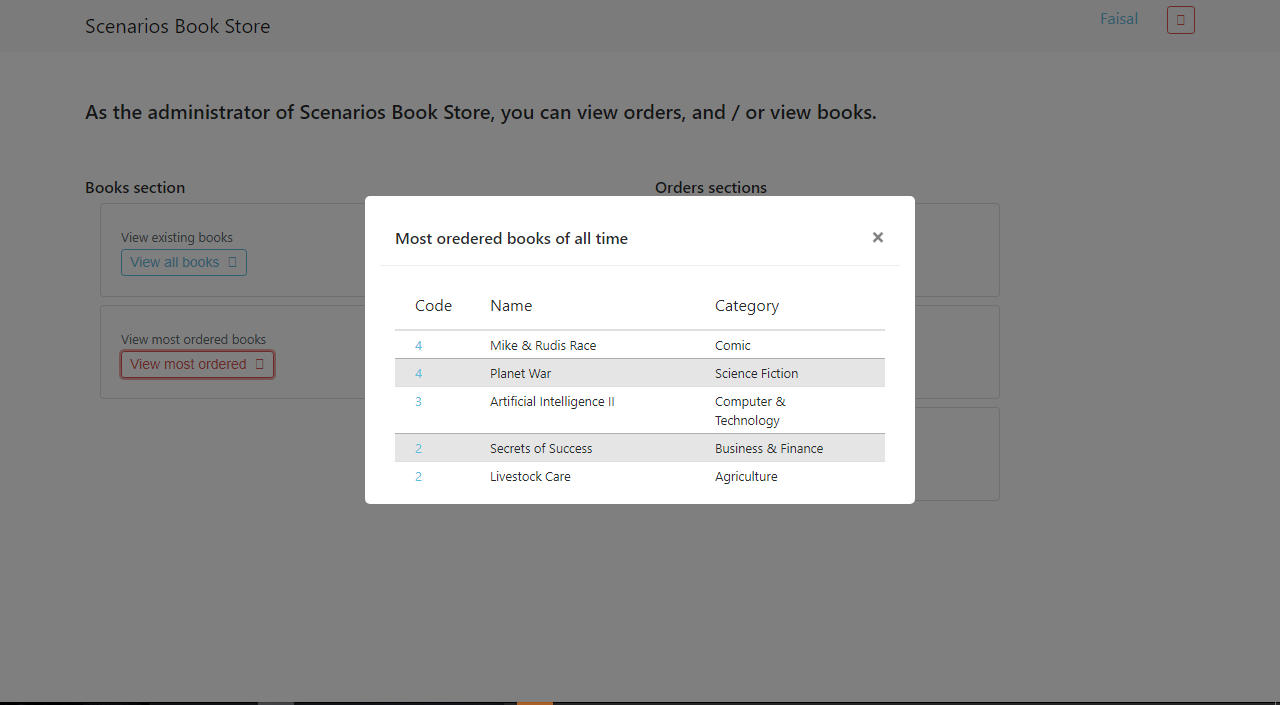 Scenarios Book Store
Faisal
As the administrator of Scenarios Book Store, you can view orders, and / or view books.
Books section
Orders sections
View existing books
View all books
View most ordered books
View most ordered
Most oredered books of all time ×
Code Name Category
4 Mike & Rudis Race Comic
4 Planet War Science Fiction
3 Artificial Intelligence II Computer &
Technology
2 Secrets of Success Business & Finance
2 Livestock Care Agriculture